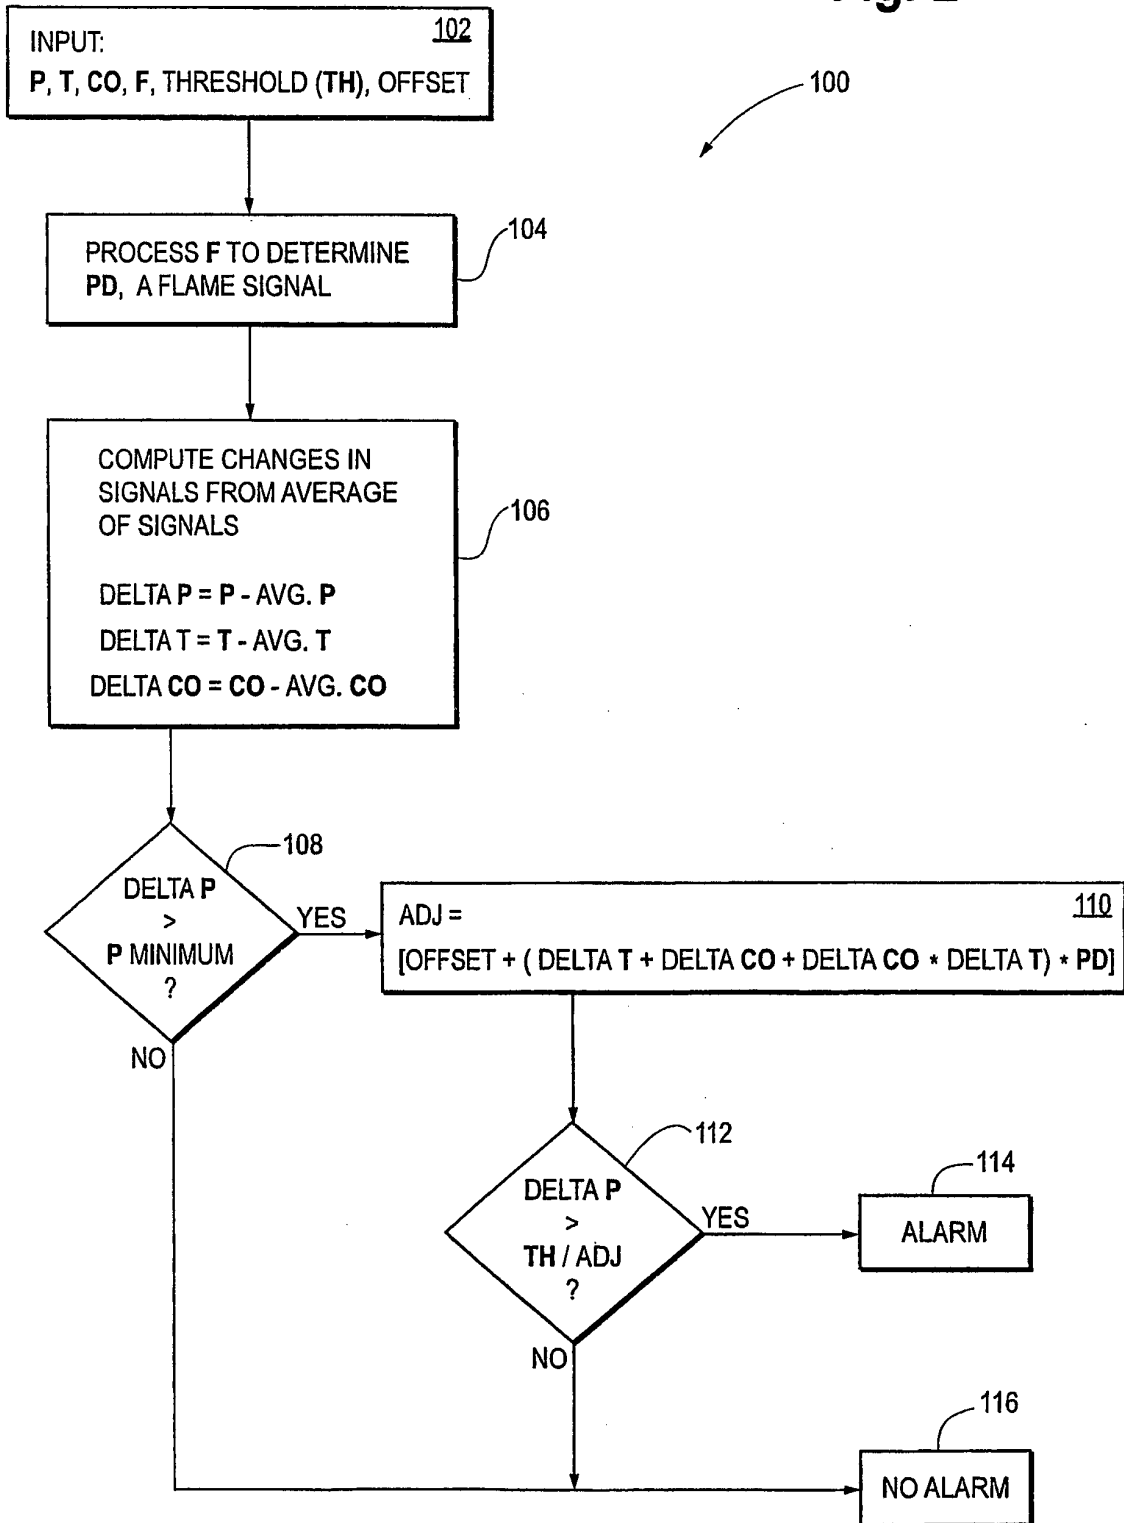 102
INPUT:
P, T, CO, F, THRESHOLD (TH), OFFSET
100
104
PROCESS F TO DETERMINE
PD, A FLAME SIGNAL
COMPUTE CHANGES IN
SIGNALS FROM AVERAGE
OF SIGNALS
106
DELTA P = P - AVG. P
DELTA T = T - AVG. T
DELTA CO = CO - AVG. CO
108
DELTA P
>
P MINIMUM
?
YES
NO
110
ADJ =
[OFFSET + ( DELTA T + DELTA CO + DELTA CO * DELTA T) * PD]
112
DELTA P
>
TH / ADJ
?
YES
NO
114
ALARM
116
NO ALARM